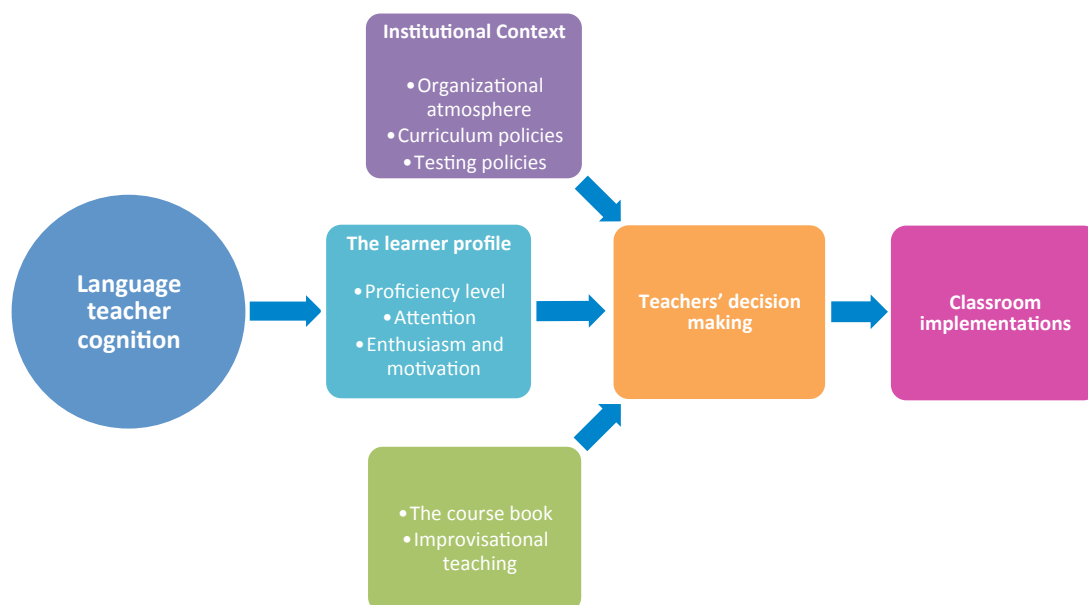 Institutional Context
•Organizational
atmosphere
•Curriculum policies
•Testing policies
Language
teacher
cognition
The learner profile
•Proficiency level
•Attention
•Enthusiasm and
motivation
Teachers’ decision
making
Classroom
implementations
•The course book
•Improvisational
teaching